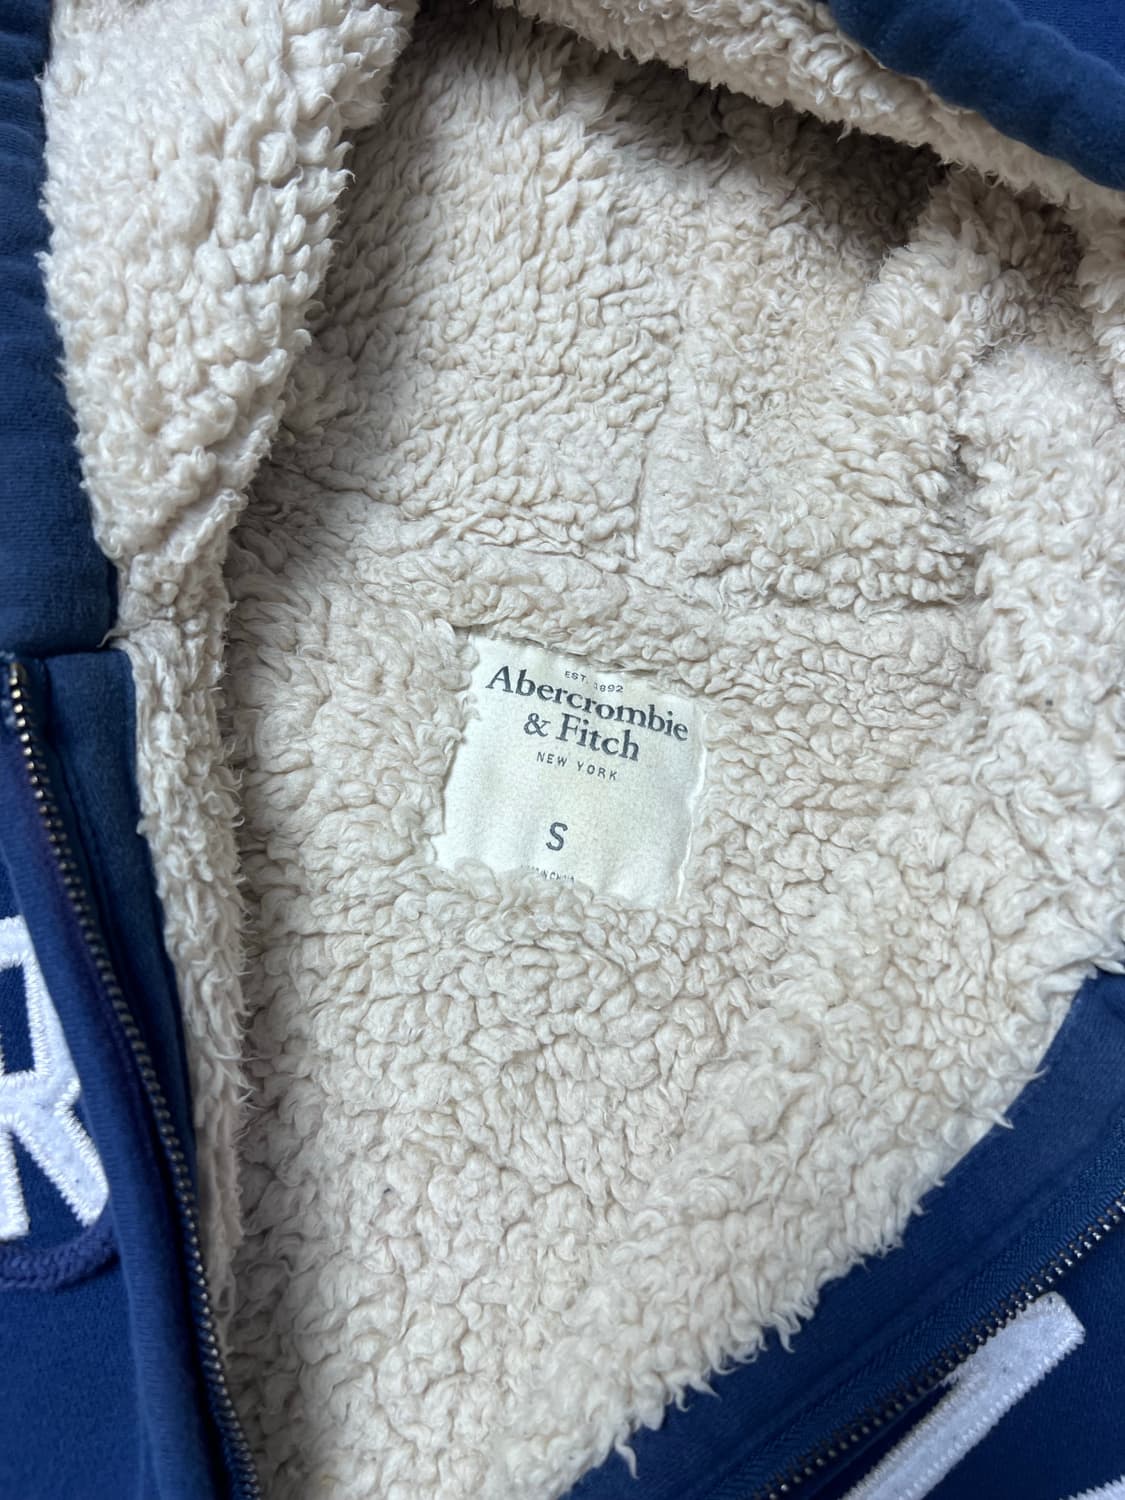 EST. 1892
Abercrombie
& Fitch
NEW YORK
S
R